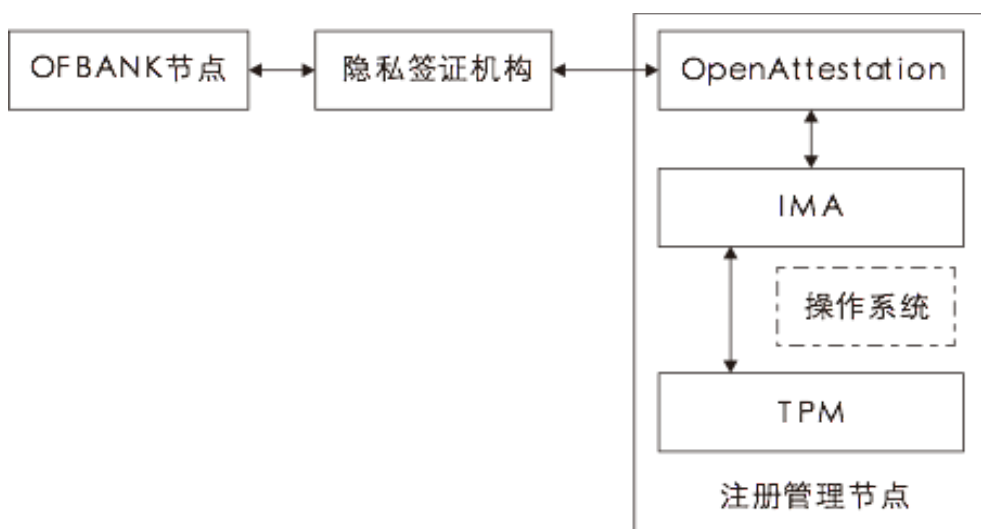 OFBANK节点
隐私签证机构
OpenAttestation
IMA
操作系统
TPM
注册管理节点